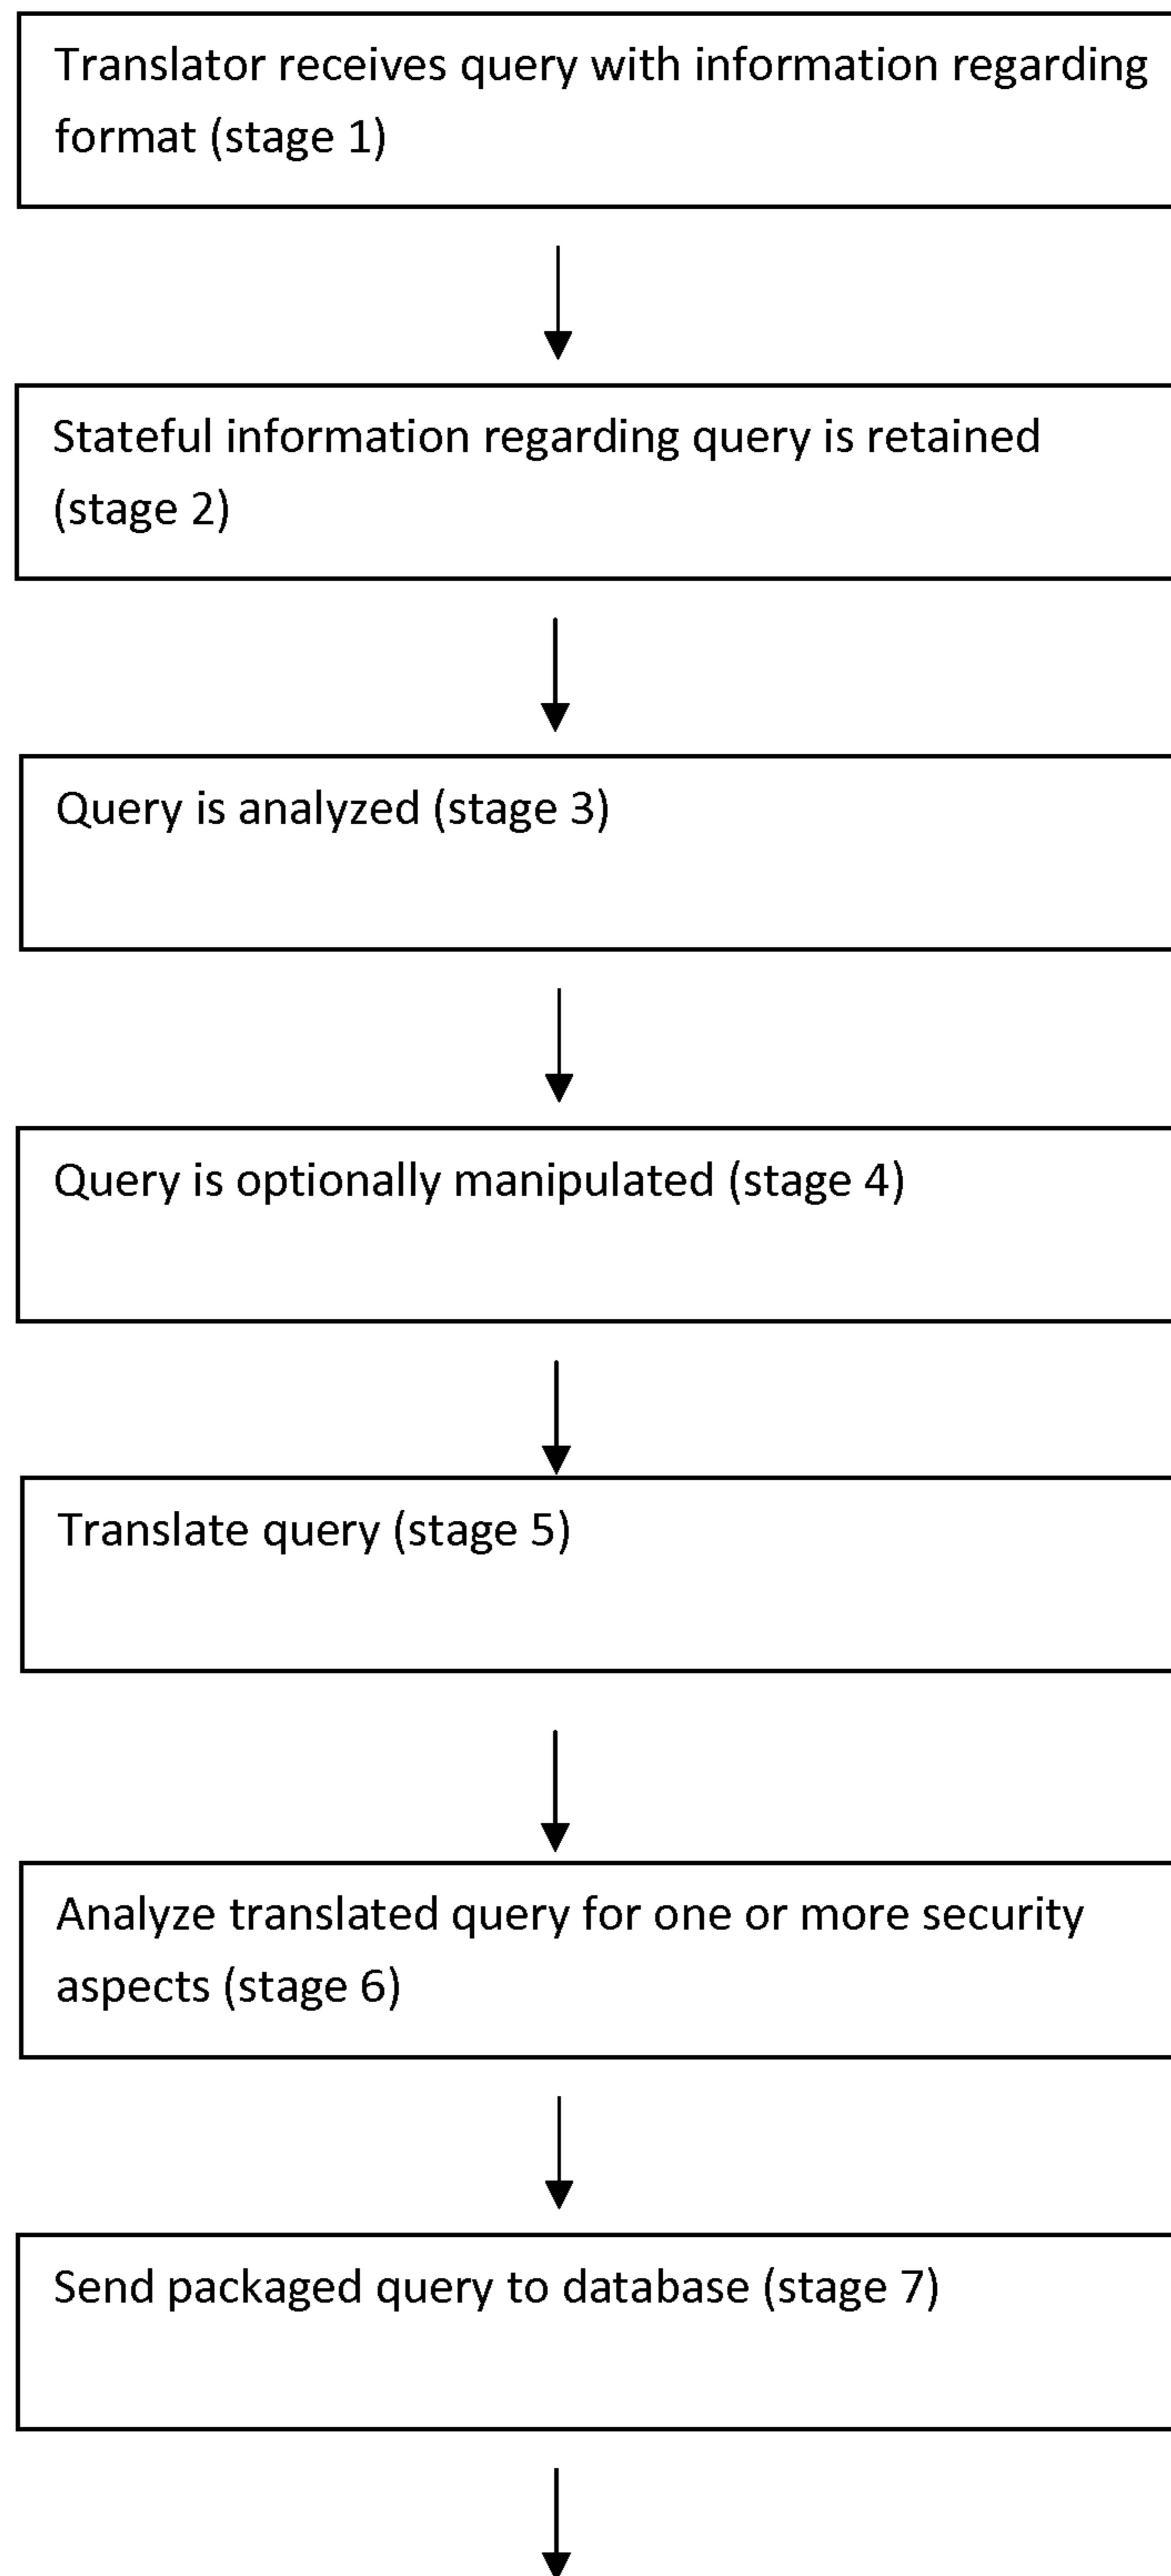 Translator receives query with information regarding
format (stage 1)
Stateful information regarding query is retained
(stage 2)
Query is analyzed (stage 3)
Query is optionally manipulated (stage 4)
Translate query (stage 5)
Analyze translated query for one or more security
aspects (stage 6)
Send packaged query to database (stage 7)